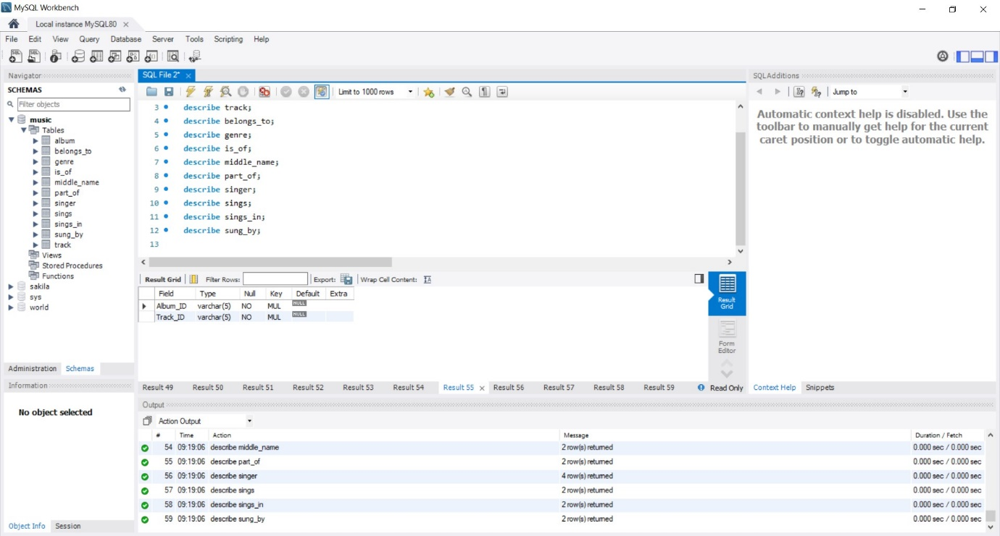 MySQL Workbench
Local instance MySQL80
File Edit View Query Database Server Tools Scripting Help
Navigator
SCHEMAS
Filter objects
music
Tables
album
belongs_to
genre
is_of
middle_name
part_of
singer
sings
sings_in
sung_by
track
Views
Stored Procedures
Functions
sakila
sys
world
Administration Schemas
Information
No object selected
Object Info Session
SQL File 2*
Limit to 1000 rows
3 describe track;
4 describe belongs_to;
5 describe genre;
6 describe is_of;
7 describe middle_name;
8 describe part_of;
9 describe singer;
10 describe sings;
11 describe sings_in;
12 describe sung_by;
13
Result Grid Filter Rows: Export: Wrap Cell Content:
Field Type Null Key Default Extra
Album_ID varchar(5) NO MUL NULL
Track_ID varchar(5) NO MUL NULL
Result
Grid
Form
Editor
Result 49 Result 50 Result 51 Result 52 Result 53 Result 54 Result 55 Result 56 Result 57 Result 58 Result 59 Read Only
Output
Action Output
# Time Action Message Duration / Fetch
54 09:19:06 describe middle_name 2 row(s) returned 0.000 sec / 0.000 sec
55 09:19:06 describe part_of 2 row(s) returned 0.000 sec / 0.000 sec
56 09:19:06 describe singer 4 row(s) returned 0.000 sec / 0.000 sec
57 09:19:06 describe sings 2 row(s) returned 0.000 sec / 0.000 sec
58 09:19:06 describe sings_in 2 row(s) returned 0.000 sec / 0.000 sec
59 09:19:06 describe sung_by 2 row(s) returned 0.000 sec / 0.000 sec
SQLAdditions
Jump to
Automatic context help is disabled. Use the
toolbar to manually get help for the current
caret position or to toggle automatic help.
Context Help Snippets